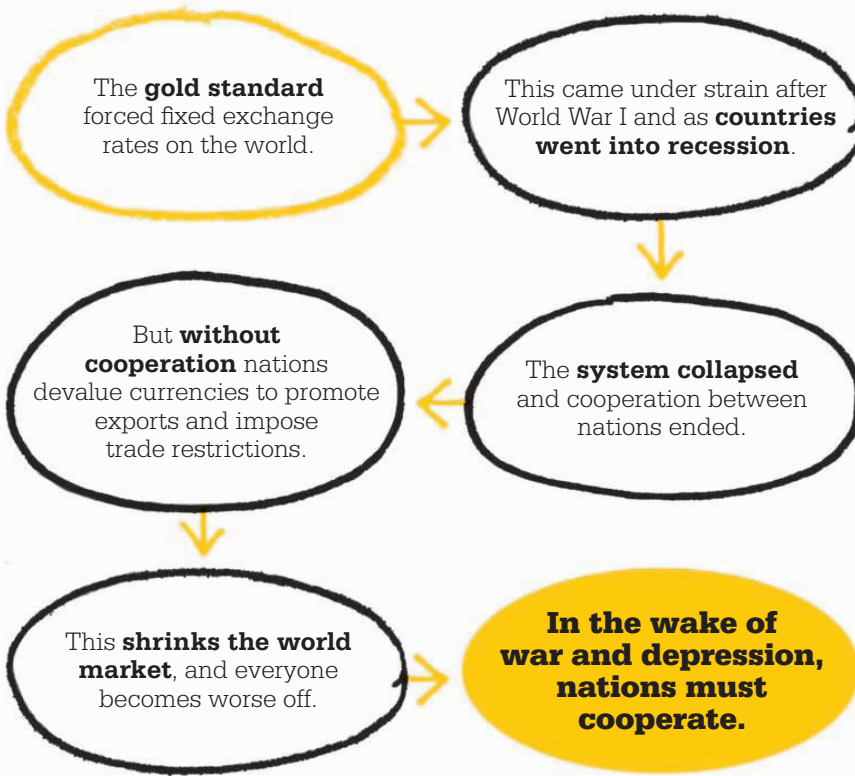 The gold standard
forced fixed exchange
rates on the world.
This came under strain after
World War I and as countries
went into recession.
The system collapsed
and cooperation between
nations ended.
But without
cooperation nations
devalue currencies to promote
exports and impose
trade restrictions.
This shrinks the world
market, and everyone
becomes worse off.
In the wake of
war and depression,
nations must
cooperate.